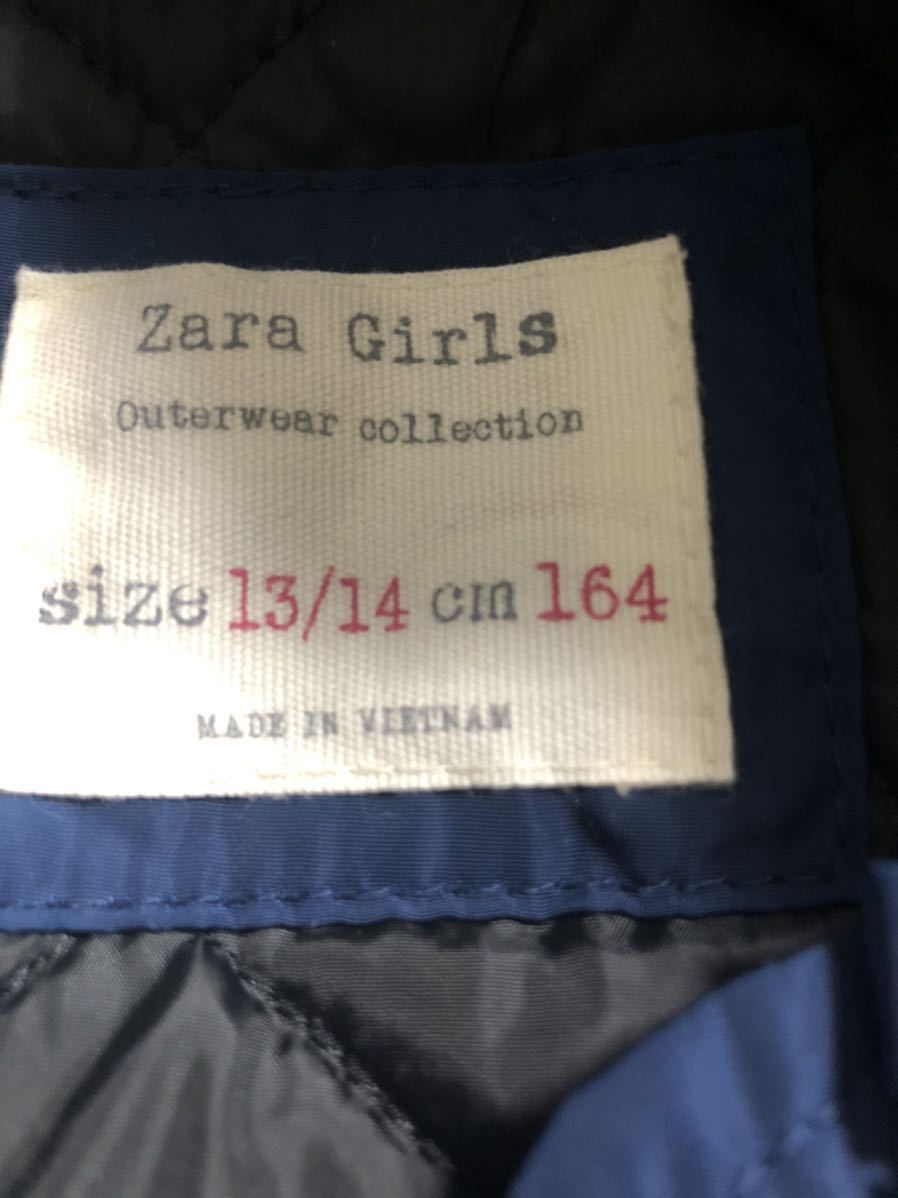 Zara Girls
Outerwear collection
size 13/14 cm 164
MADE IN VIETNAM